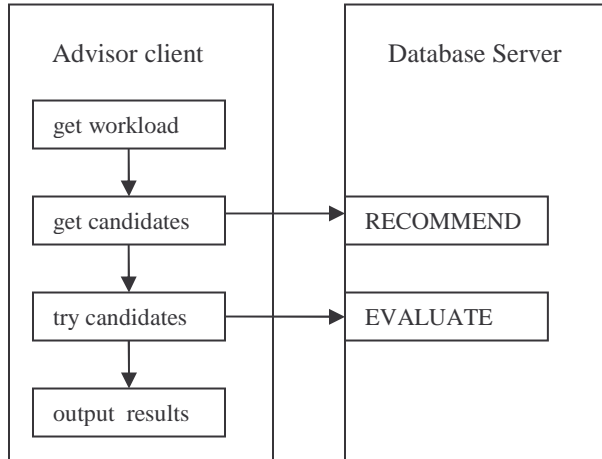 Advisor client
Database Server
get workload
get candidates
RECOMMEND
try candidates
EVALUATE
output results